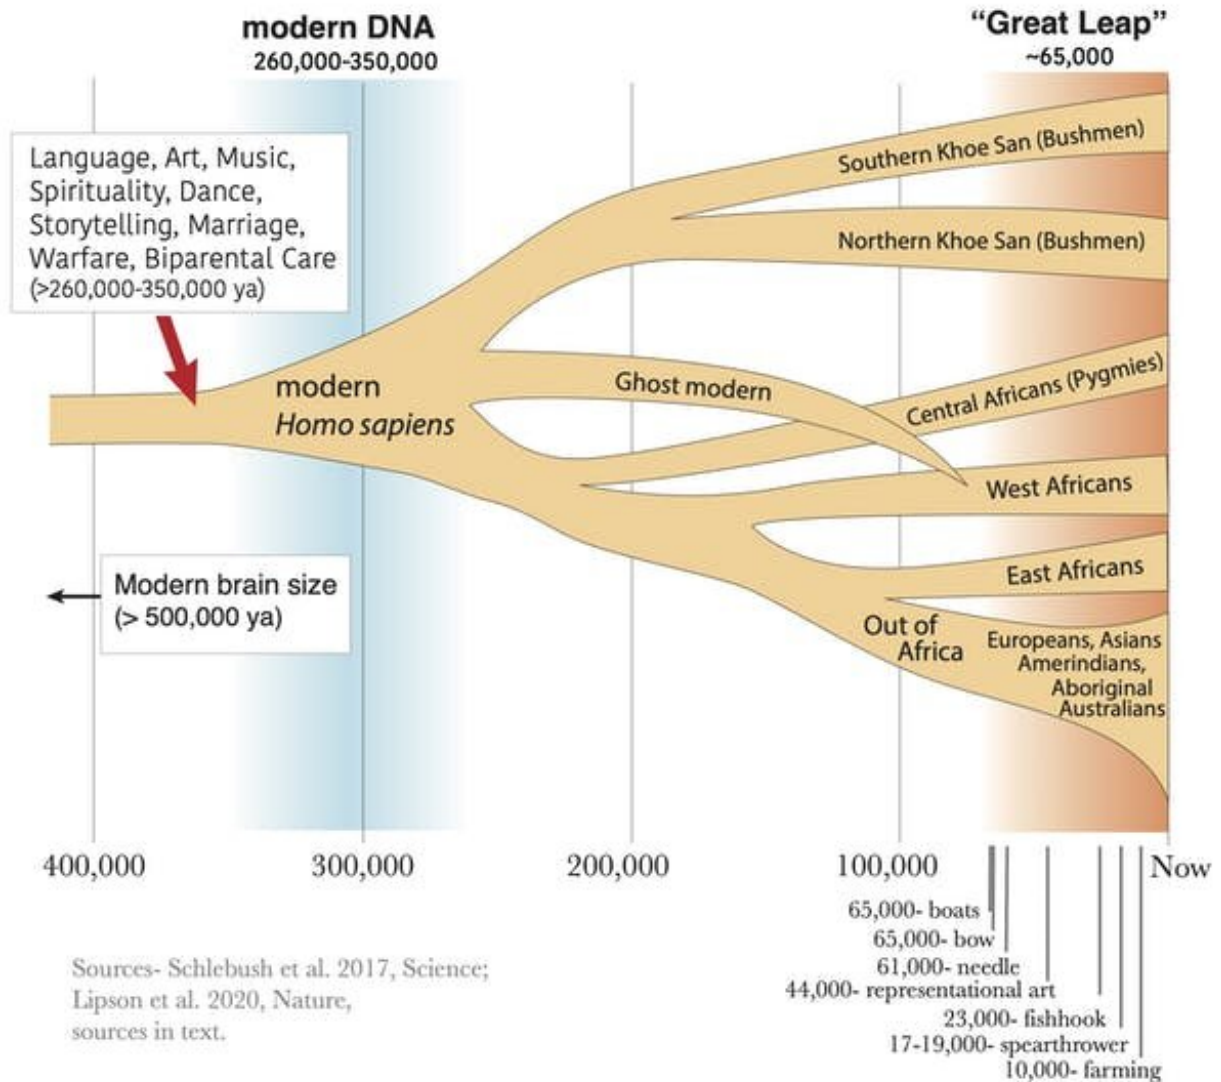 modern DNA
260,000-350,000
“Great Leap”
~65,000
Language, Art, Music,
Spirituality, Dance,
Storytelling, Marriage,
Warfare, Biparental Care
(>260,000-350,000 ya)
Southern Khoe San (Bushmen)
Northern Khoe San (Bushmen)
modern
Homo sapiens
Ghost modern
Central Africans (Pygmies)
West Africans
East Africans
Modern brain size
(> 500,000 ya)
Out of
Africa
Europeans, Asians
Amerindians,
Aboriginal
Australians
400,000
300,000
200,000
100,000
Now
65,000- boats
65,000- bow
61,000- needle
44,000- representational art
23,000- fishhook
17-19,000- spearthrower
10,000- farming
Sources- Schlebush et al. 2017, Science;
Lipson et al. 2020, Nature,
sources in text.